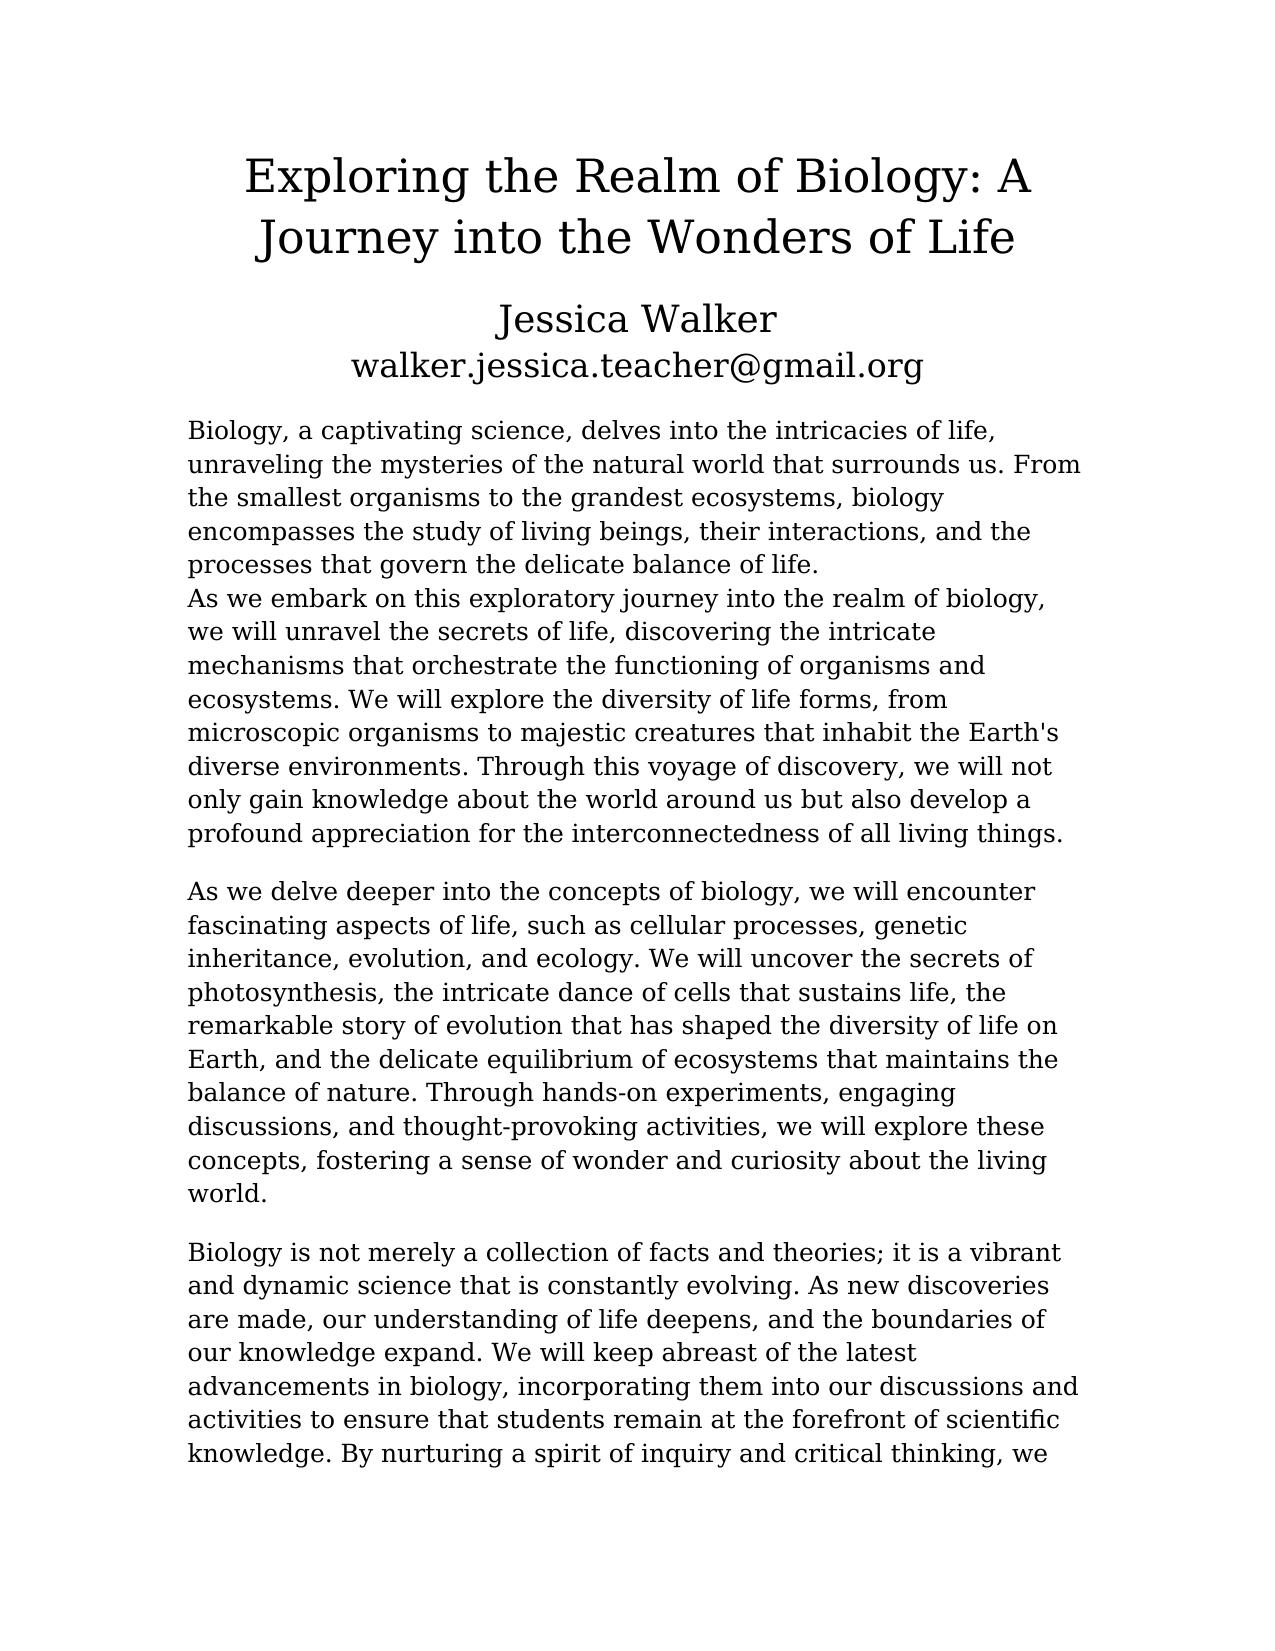 Exploring the Realm of Biology: A
Journey into the Wonders of Life
Jessica Walker
walker.jessica.teacher@gmail.org
Biology, a captivating science, delves into the intricacies of life,
unraveling the mysteries of the natural world that surrounds us. From
the smallest organisms to the grandest ecosystems, biology
encompasses the study of living beings, their interactions, and the
processes that govern the delicate balance of life.
As we embark on this exploratory journey into the realm of biology,
we will unravel the secrets of life, discovering the intricate
mechanisms that orchestrate the functioning of organisms and
ecosystems. We will explore the diversity of life forms, from
microscopic organisms to majestic creatures that inhabit the Earth's
diverse environments. Through this voyage of discovery, we will not
only gain knowledge about the world around us but also develop a
profound appreciation for the interconnectedness of all living things.
As we delve deeper into the concepts of biology, we will encounter
fascinating aspects of life, such as cellular processes, genetic
inheritance, evolution, and ecology. We will uncover the secrets of
photosynthesis, the intricate dance of cells that sustains life, the
remarkable story of evolution that has shaped the diversity of life on
Earth, and the delicate equilibrium of ecosystems that maintains the
balance of nature. Through hands-on experiments, engaging
discussions, and thought-provoking activities, we will explore these
concepts, fostering a sense of wonder and curiosity about the living
world.
Biology is not merely a collection of facts and theories; it is a vibrant
and dynamic science that is constantly evolving. As new discoveries
are made, our understanding of life deepens, and the boundaries of
our knowledge expand. We will keep abreast of the latest
advancements in biology, incorporating them into our discussions and
activities to ensure that students remain at the forefront of scientific
knowledge. By nurturing a spirit of inquiry and critical thinking, we